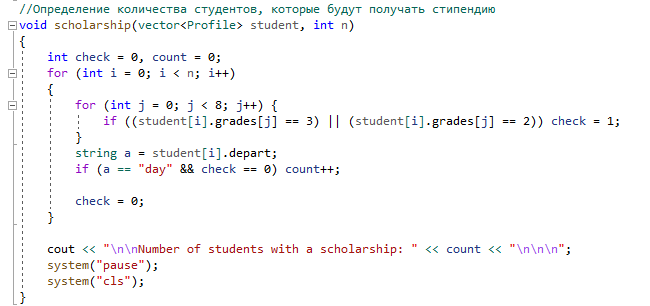 //Определение количества студентов, которые будут получать стипендию
void scholarship(vector<Profile> student, int n)
{
    int check = 0, count = 0;
    for (int i = 0; i < n; i++)
    {
        for (int j = 0; j < 8; j++) {
            if ((student[i].grades[j] == 3) || (student[i].grades[j] == 2)) check = 1;
        }
        string a = student[i].depart;
        if (a == "day" && check == 0) count++;

        check = 0;
    }

    cout << "\n\nNumber of students with a scholarship: " << count << "\n\n\n";
    system("pause");
    system("cls");
}